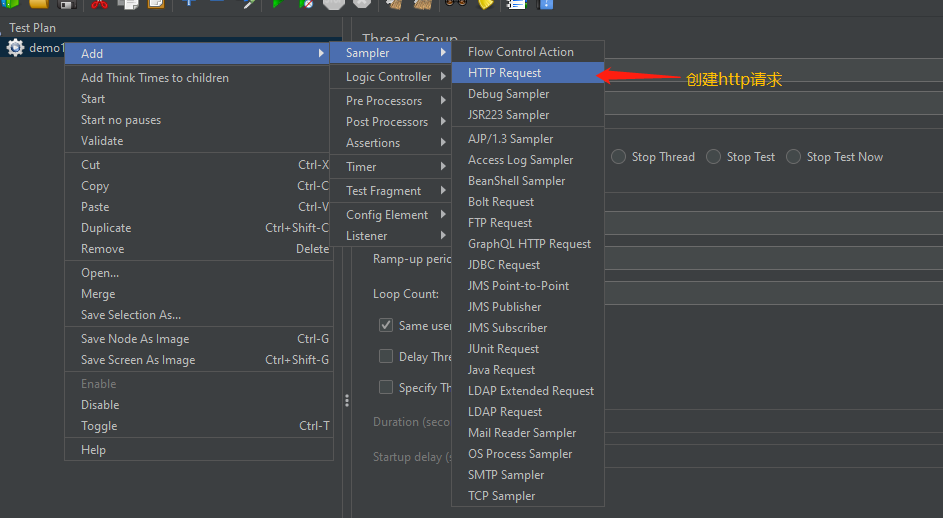 Test Plan
demo1
Thread Group
Add
Add Think Times to children
Start
Start no pauses
Validate
Cut Ctrl-X
Copy Ctrl-C
Paste Ctrl-V
Duplicate Ctrl+Shift-C
Remove Delete
Open...
Merge
Save Selection As...
Save Node As Image Ctrl-G
Save Screen As Image Ctrl+Shift-G
Enable
Disable
Toggle Ctrl-T
Help
Sampler
Logic Controller
Pre Processors
Post Processors
Assertions
Timer
Test Fragment
Config Element
Listener
Flow Control Action
HTTP Request
Debug Sampler
JSR223 Sampler
AJP/1.3 Sampler
Access Log Sampler
BeanShell Sampler
Bolt Request
FTP Request
GraphQL HTTP Request
JDBC Request
JMS Point-to-Point
JMS Publisher
JMS Subscriber
JUnit Request
Java Request
LDAP Extended Request
LDAP Request
Mail Reader Sampler
OS Process Sampler
SMTP Sampler
TCP Sampler
创建http请求
Stop Thread Stop Test Stop Test Now
Ramp-up perio
Loop Count:
Same user
Delay Thre
Specify Th
Duration (seco
Startup delay (s